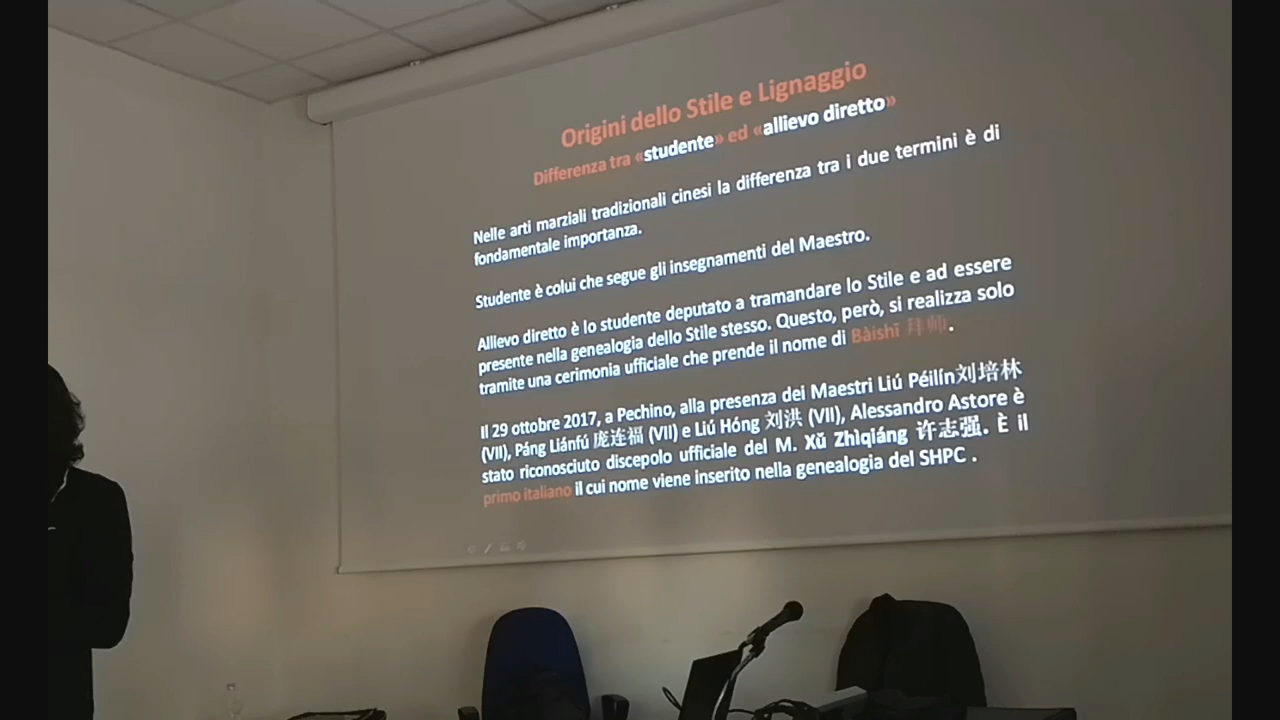 Origini dello Stile e Lignaggio
Differenza tra «studente» ed «allievo diretto»
Nelle arti marziali tradizionali cinesi la differenza tra i due termini è di
fondamentale importanza.
Studente è colui che segue gli insegnamenti del Maestro.
Allievo diretto è lo studente deputato a tramandare lo Stile e ad essere
presente nella genealogia dello Stile stesso. Questo, però, si realizza solo
tramite una cerimonia ufficiale che prende il nome di Bàishī 拜师.
Il 29 ottobre 2017, a Pechino, alla presenza dei Maestri Liú Péilín刘培林
(VII), Páng Liánfú 庞连福 (VII) e Liú Hóng 刘洪 (VII), Alessandro Astore è
stato riconosciuto discepolo ufficiale del M. Xŭ Zhìqiáng 许志强. È il
primo italiano il cui nome viene inserito nella genealogia del SHPC .